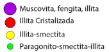 Muscovita, fengita, illita
Illita Cristalizada
Illita-smectita
Paragonito-smectita-illita